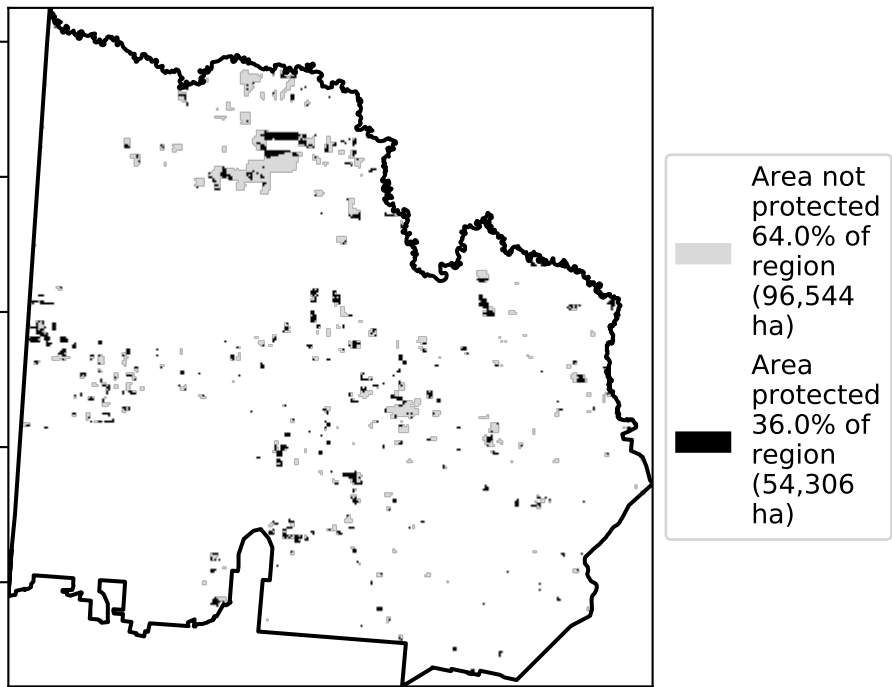 Area not
protected
64.0% of
region
(96,544
ha)
Area
protected
36.0% of
region
(54,306
ha)